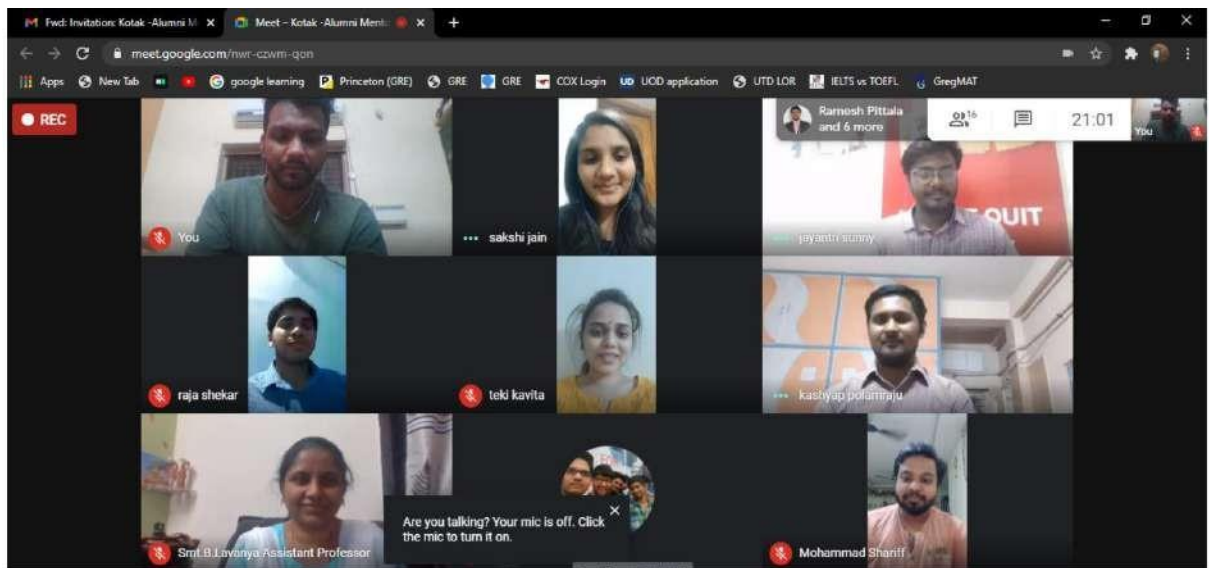 Fwd: Invitation: Kotak -Alumni M
Meet – Kotak -Alumni Ment
meet.google.com/nwr-czwm-qon
Apps New Tab google learning Princeton (GRE) GRE GRE COX Login UD UOD application UTD LOR IELTS vs TOEFL GregMAT
REC
Ramesh Pittala
and 6 more
16
21:01
You
QUIT
You
sakshi jain
jayantri sunny
raja shekar
teki kavita
kashyap polamraju
Are you talking? Your mic is off. Click
the mic to turn it on.
Smt.B.Lavanya Assistant Professor
Mohammad Shariff